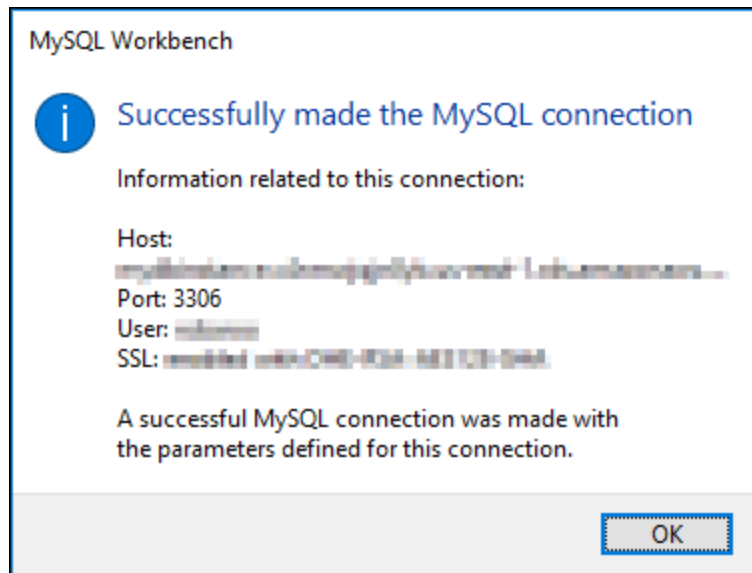 MySQL Workbench
Successfully made the MySQL connection
Information related to this connection:
Host:
Port: 3306
User:
SSL:
A successful MySQL connection was made with
the parameters defined for this connection.
OK